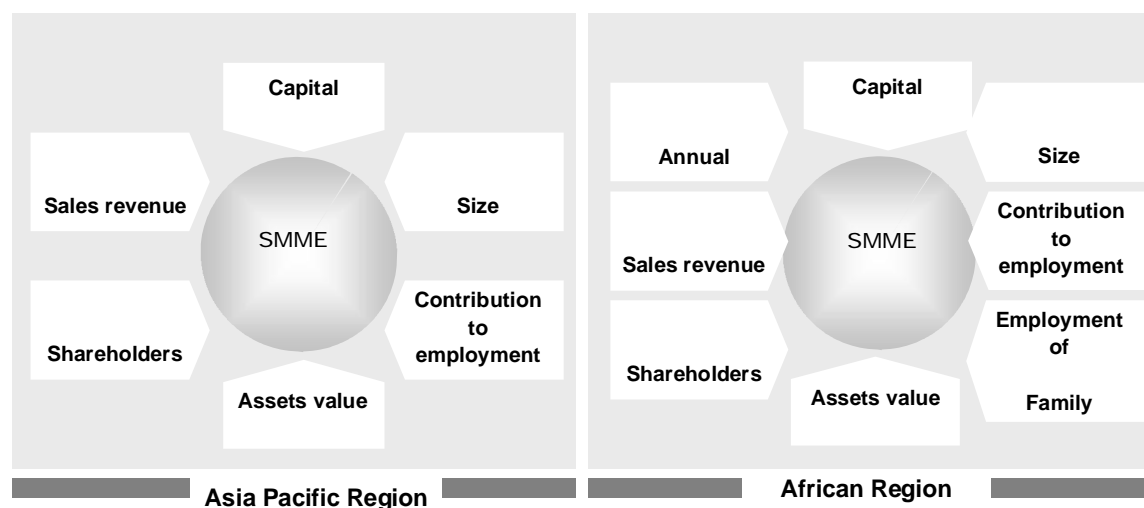 Capital
Sales revenue
Size
SMME
Shareholders
Contribution
to
employment
Assets value
Asia Pacific Region
Capital
Annual
Size
Sales revenue
SMME
Contribution
to
employment
Shareholders
Employment
of
Family
Assets value
African Region